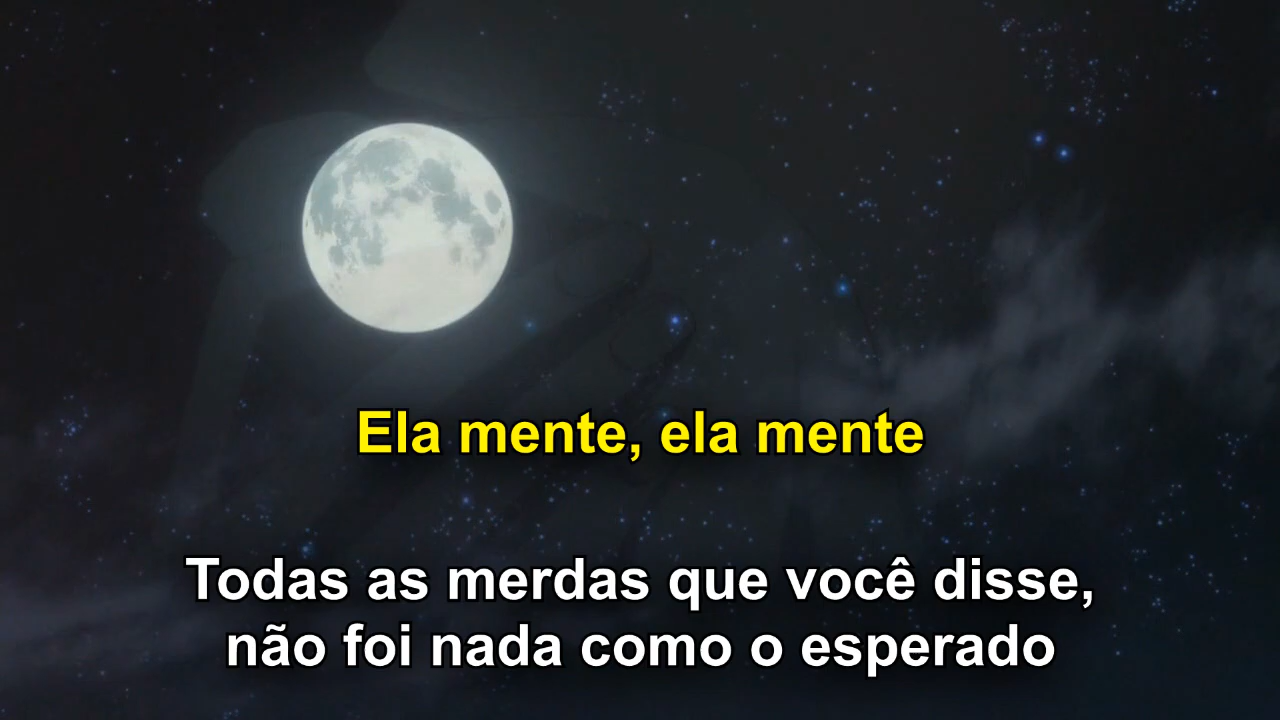 Ela mente, ela mente
Todas as merdas que você disse,
não foi nada como o esperado